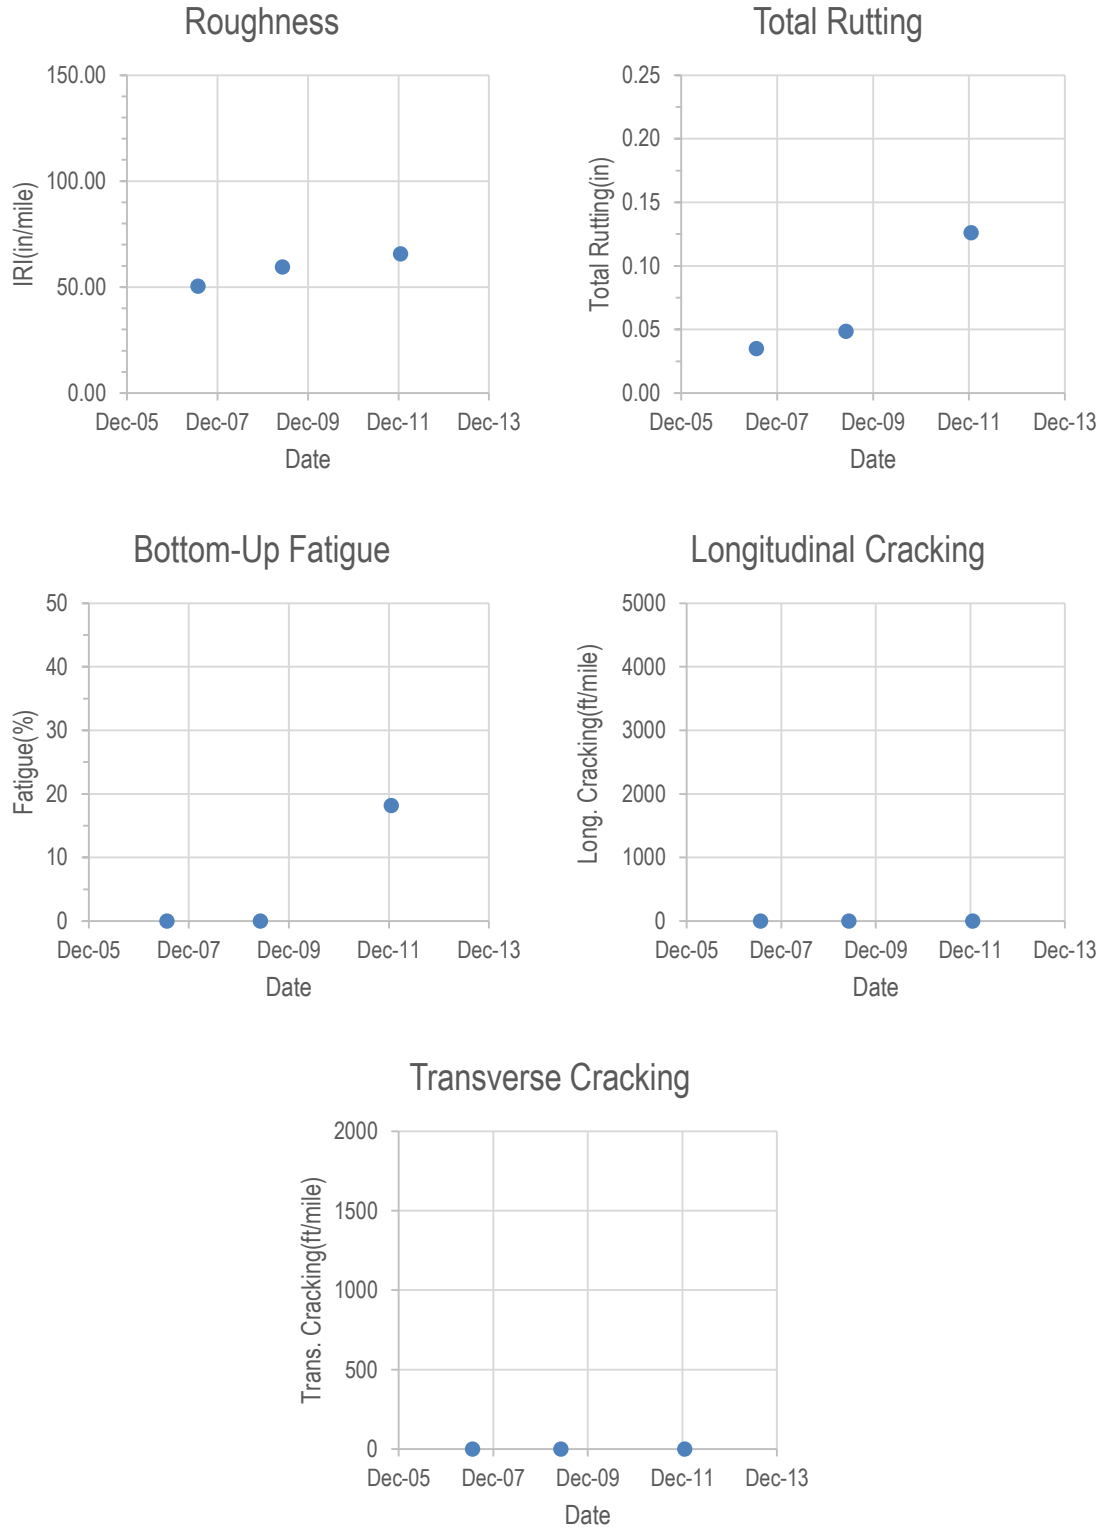 Roughness
150.00
100.00
50.00
0.00
IRI(in/mile)
Dec-05 Dec-07 Dec-09 Dec-11 Dec-13
Date
Total Rutting
0.25
0.20
0.15
0.10
0.05
0.00
Total Rutting(in)
Dec-05 Dec-07 Dec-09 Dec-11 Dec-13
Date
Bottom-Up Fatigue
50
40
30
20
10
0
Fatigue(%)
Dec-05 Dec-07 Dec-09 Dec-11 Dec-13
Date
Longitudinal Cracking
5000
4000
3000
2000
1000
0
Long. Cracking(ft/mile)
Dec-05 Dec-07 Dec-09 Dec-11 Dec-13
Date
Transverse Cracking
2000
1500
1000
500
0
Trans. Cracking(ft/mile)
Dec-05 Dec-07 Dec-09 Dec-11 Dec-13
Date